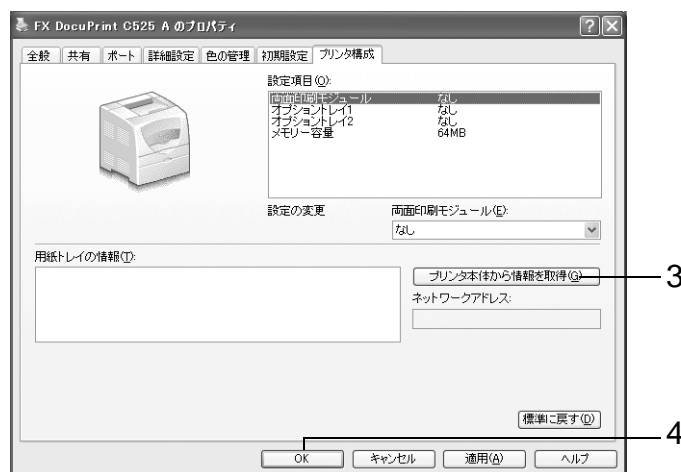 FX DocuPrint C525 A のプロパティ
全般 共有 ポート 詳細設定 色の管理 初期設定 プリンタ構成
設定項目(O):
両面印刷モジュール なし
オプショントレイ1 なし
オプショントレイ2 なし
メモリー容量 64MB
設定の変更 両面印刷モジュール(E):
なし
用紙トレイの情報(T):
プリンタ本体から情報を取得(G) 3
ネットワークアドレス:
標準に戻す(D)
4
OK キャンセル 適用(A) ヘルプ